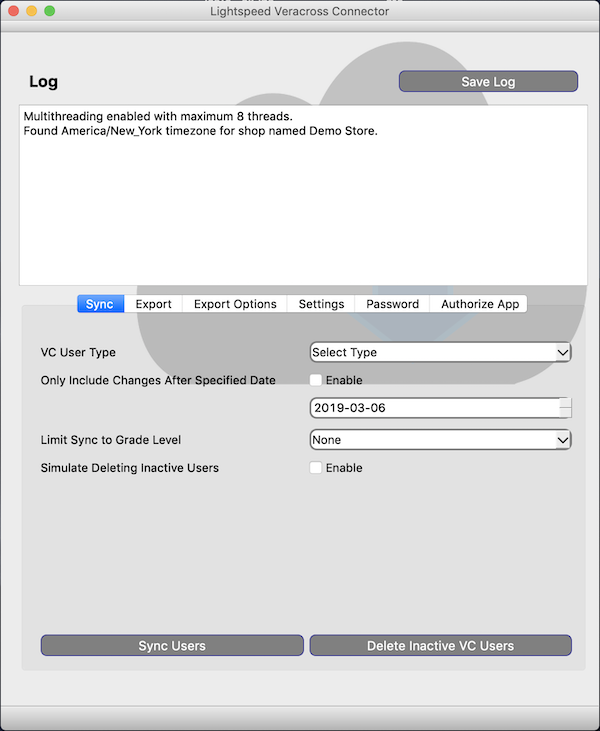 Lightspeed Veracross Connector
Log
Save Log
Multithreading enabled with maximum 8 threads.
Found America/New_York timezone for shop named Demo Store.
Sync Export Export Options Settings Password Authorize App
VC User Type
Select Type
Only Include Changes After Specified Date
Enable
2019-03-06
Limit Sync to Grade Level
None
Simulate Deleting Inactive Users
Enable
Sync Users
Delete Inactive VC Users